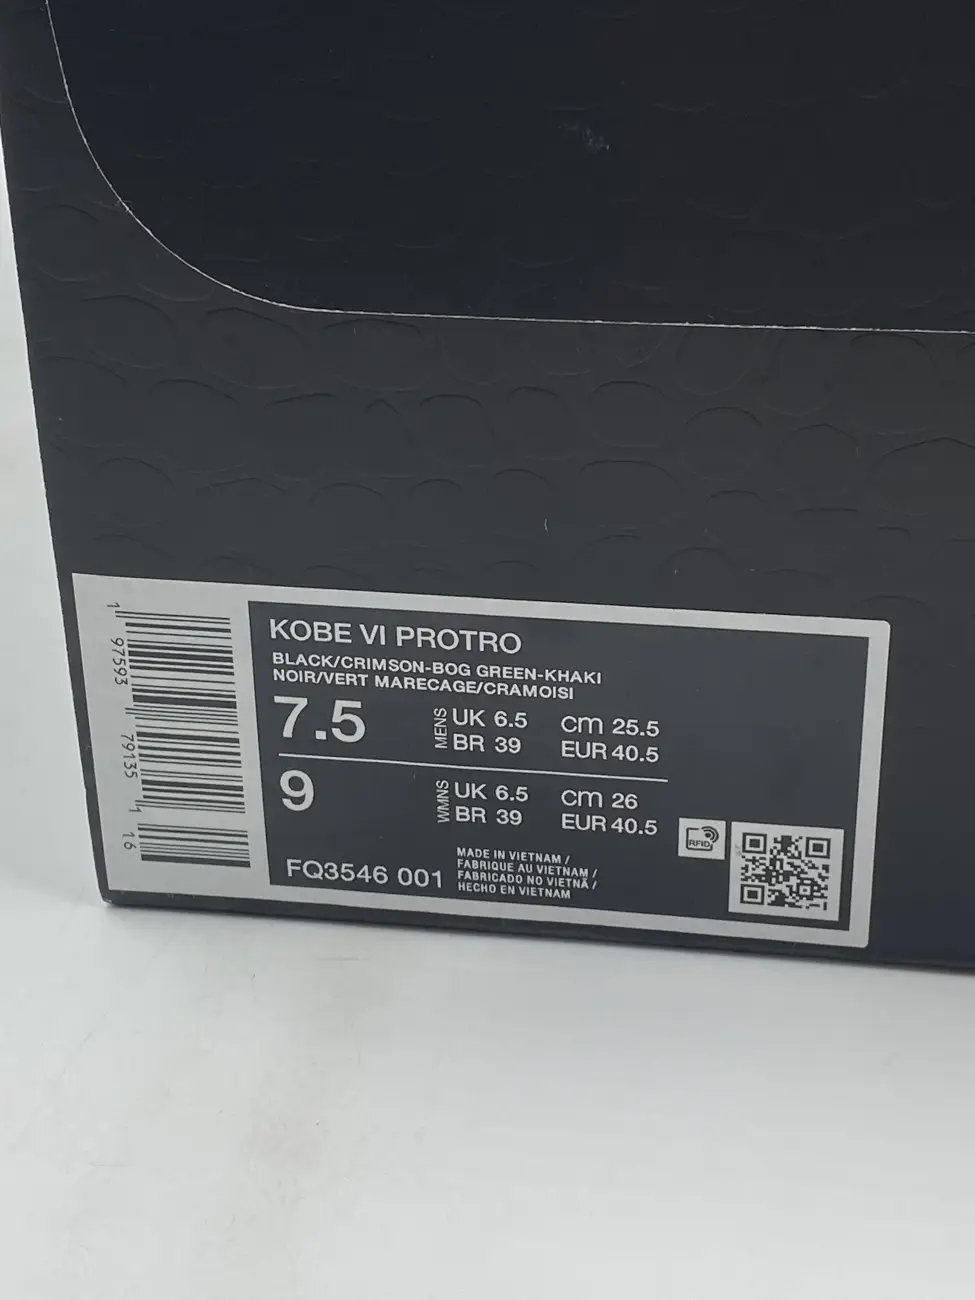 1 97593 79135 1 16
KOBE VI PROTRO
BLACK/CRIMSON-BOG GREEN-KHAKI
NOIR/VERT MARECAGE/CRAMOISI
7.5 MENS UK 6.5 cm 25.5
BR 39 EUR 40.5
9 WMNS UK 6.5 cm 26
BR 39 EUR 40.5
RFID
FQ3546 001
MADE IN VIETNAM /
FABRIQUE AU VIETNAM /
FABRICADO NO VIETNÃ /
HECHO EN VIETNAM